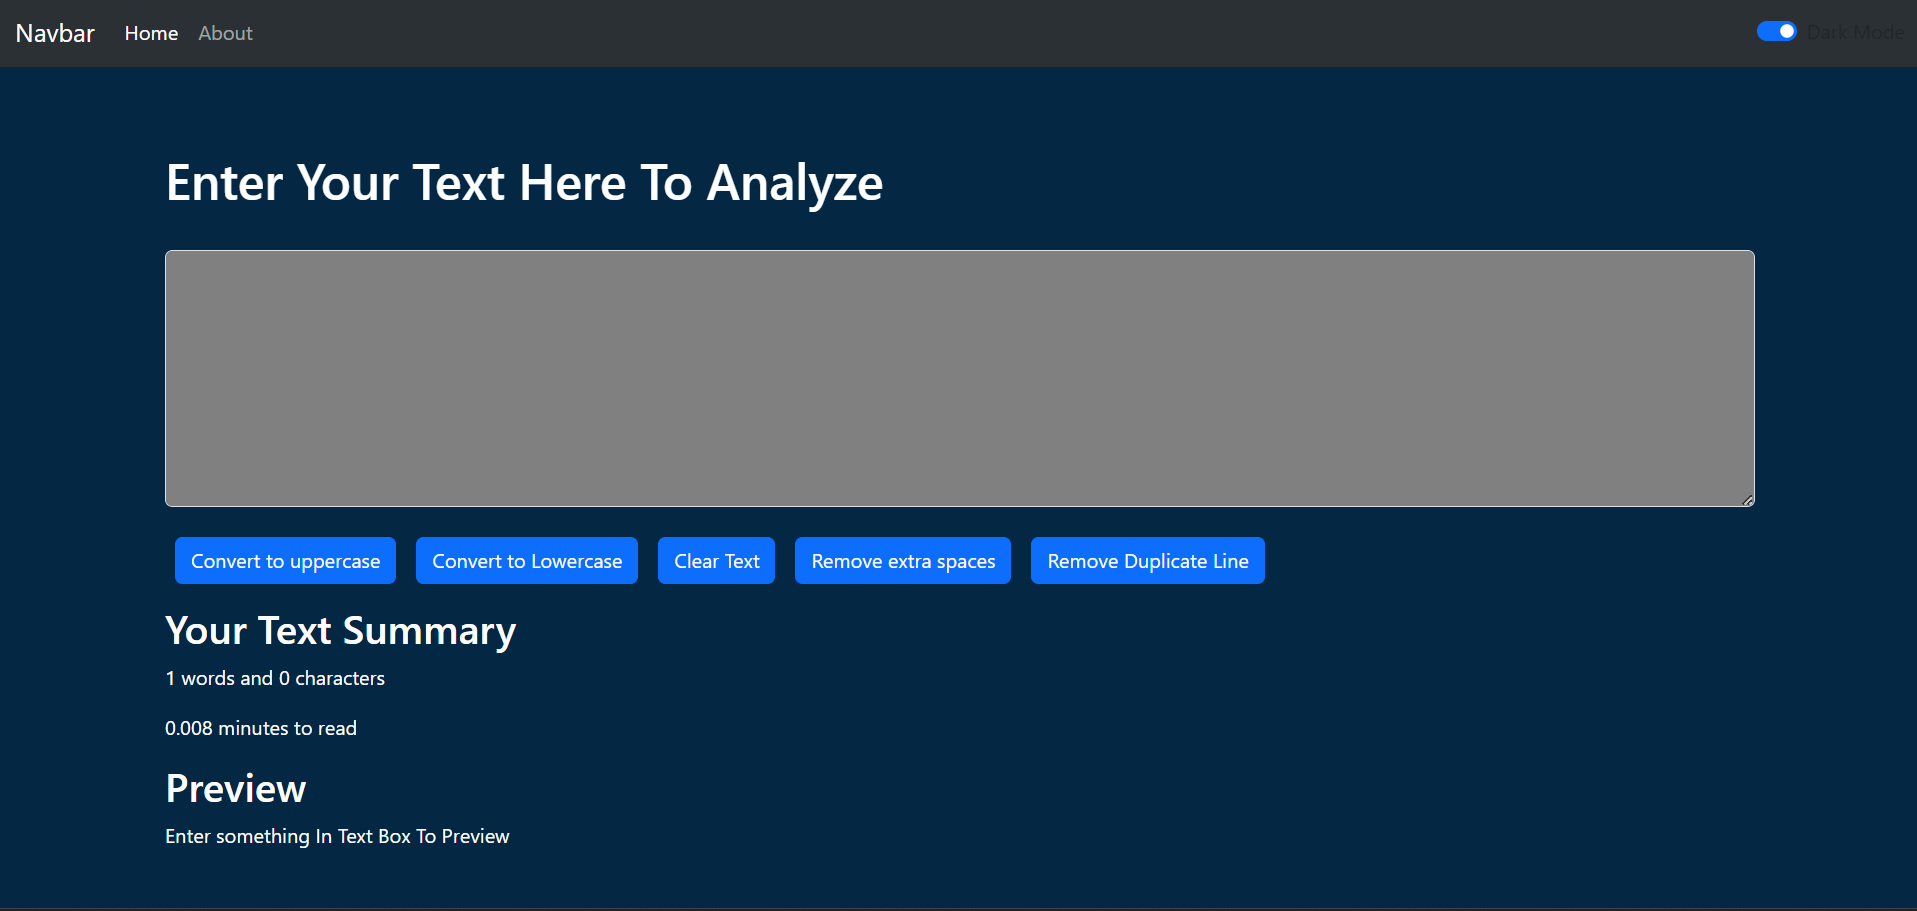 Navbar Home About Dark Mode
Enter Your Text Here To Analyze
Convert to uppercase Convert to Lowercase Clear Text Remove extra spaces Remove Duplicate Line
Your Text Summary
1 words and 0 characters
0.008 minutes to read
Preview
Enter something In Text Box To Preview